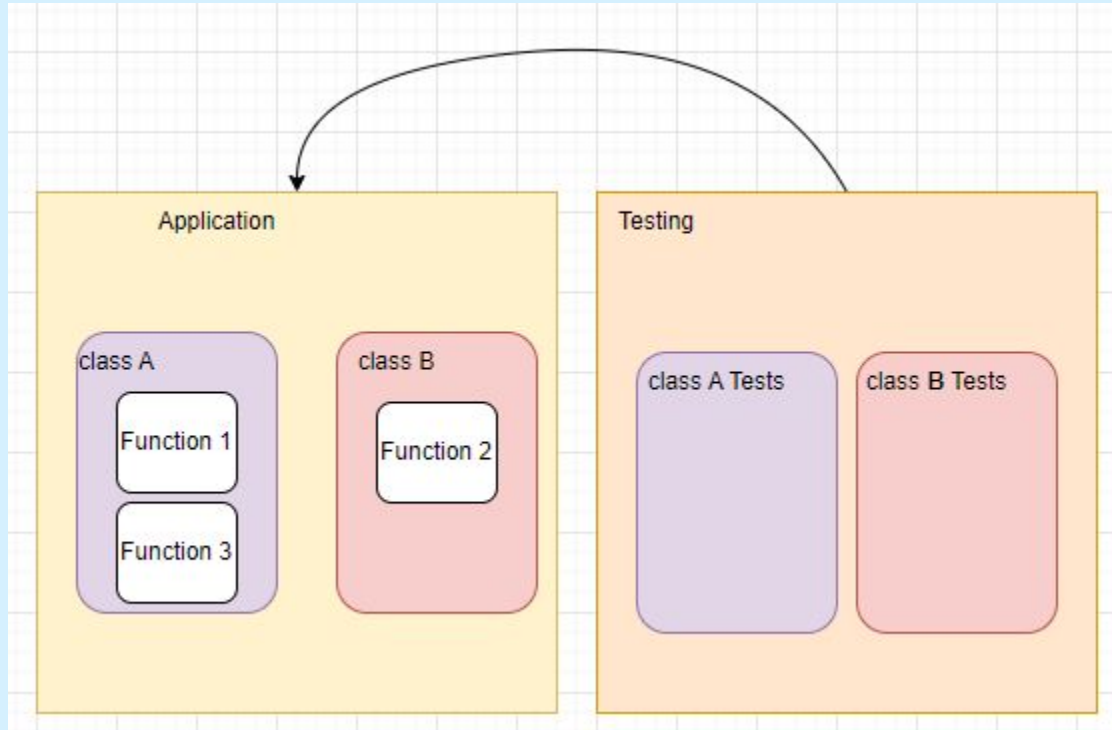 Application
class A
Function 1
Function 3
class B
Function 2
Testing
class A Tests
class B Tests